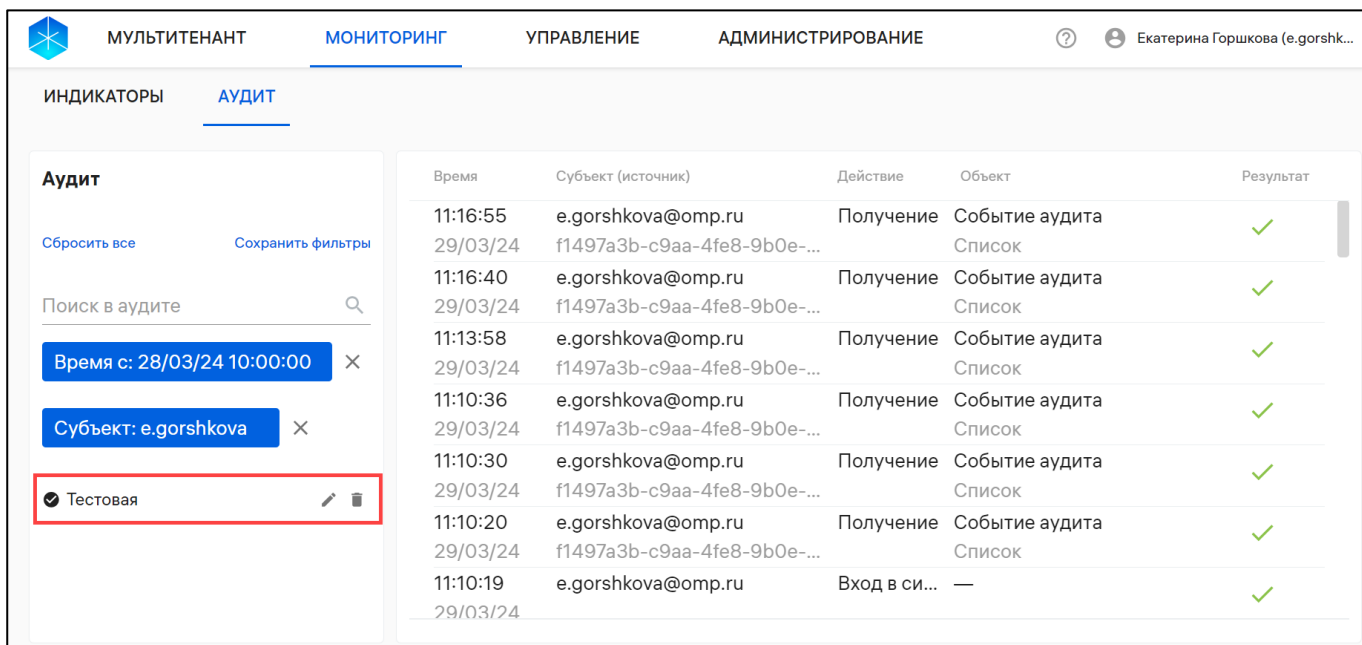 МУЛЬТИТЕНАНТ МОНИТОРИНГ УПРАВЛЕНИЕ АДМИНИСТРИРОВАНИЕ Екатерина Горшкова (e.gorshk...
ИНДИКАТОРЫ АУДИТ
Аудит
Сбросить все Сохранить фильтры
Поиск в аудите
Время с: 28/03/24 10:00:00
Субъект: e.gorshkova
Тестовая
Время Субъект (источник) Действие Объект Результат
11:16:55 e.gorshkova@omp.ru Получение Событие аудита
29/03/24 f1497a3b-c9aa-4fe8-9b0e-... Список
11:16:40 e.gorshkova@omp.ru Получение Событие аудита
29/03/24 f1497a3b-c9aa-4fe8-9b0e-... Список
11:13:58 e.gorshkova@omp.ru Получение Событие аудита
29/03/24 f1497a3b-c9aa-4fe8-9b0e-... Список
11:10:36 e.gorshkova@omp.ru Получение Событие аудита
29/03/24 f1497a3b-c9aa-4fe8-9b0e-... Список
11:10:30 e.gorshkova@omp.ru Получение Событие аудита
29/03/24 f1497a3b-c9aa-4fe8-9b0e-... Список
11:10:20 e.gorshkova@omp.ru Получение Событие аудита
29/03/24 f1497a3b-c9aa-4fe8-9b0e-... Список
11:10:19 e.gorshkova@omp.ru Вход в си... —
29/03/24